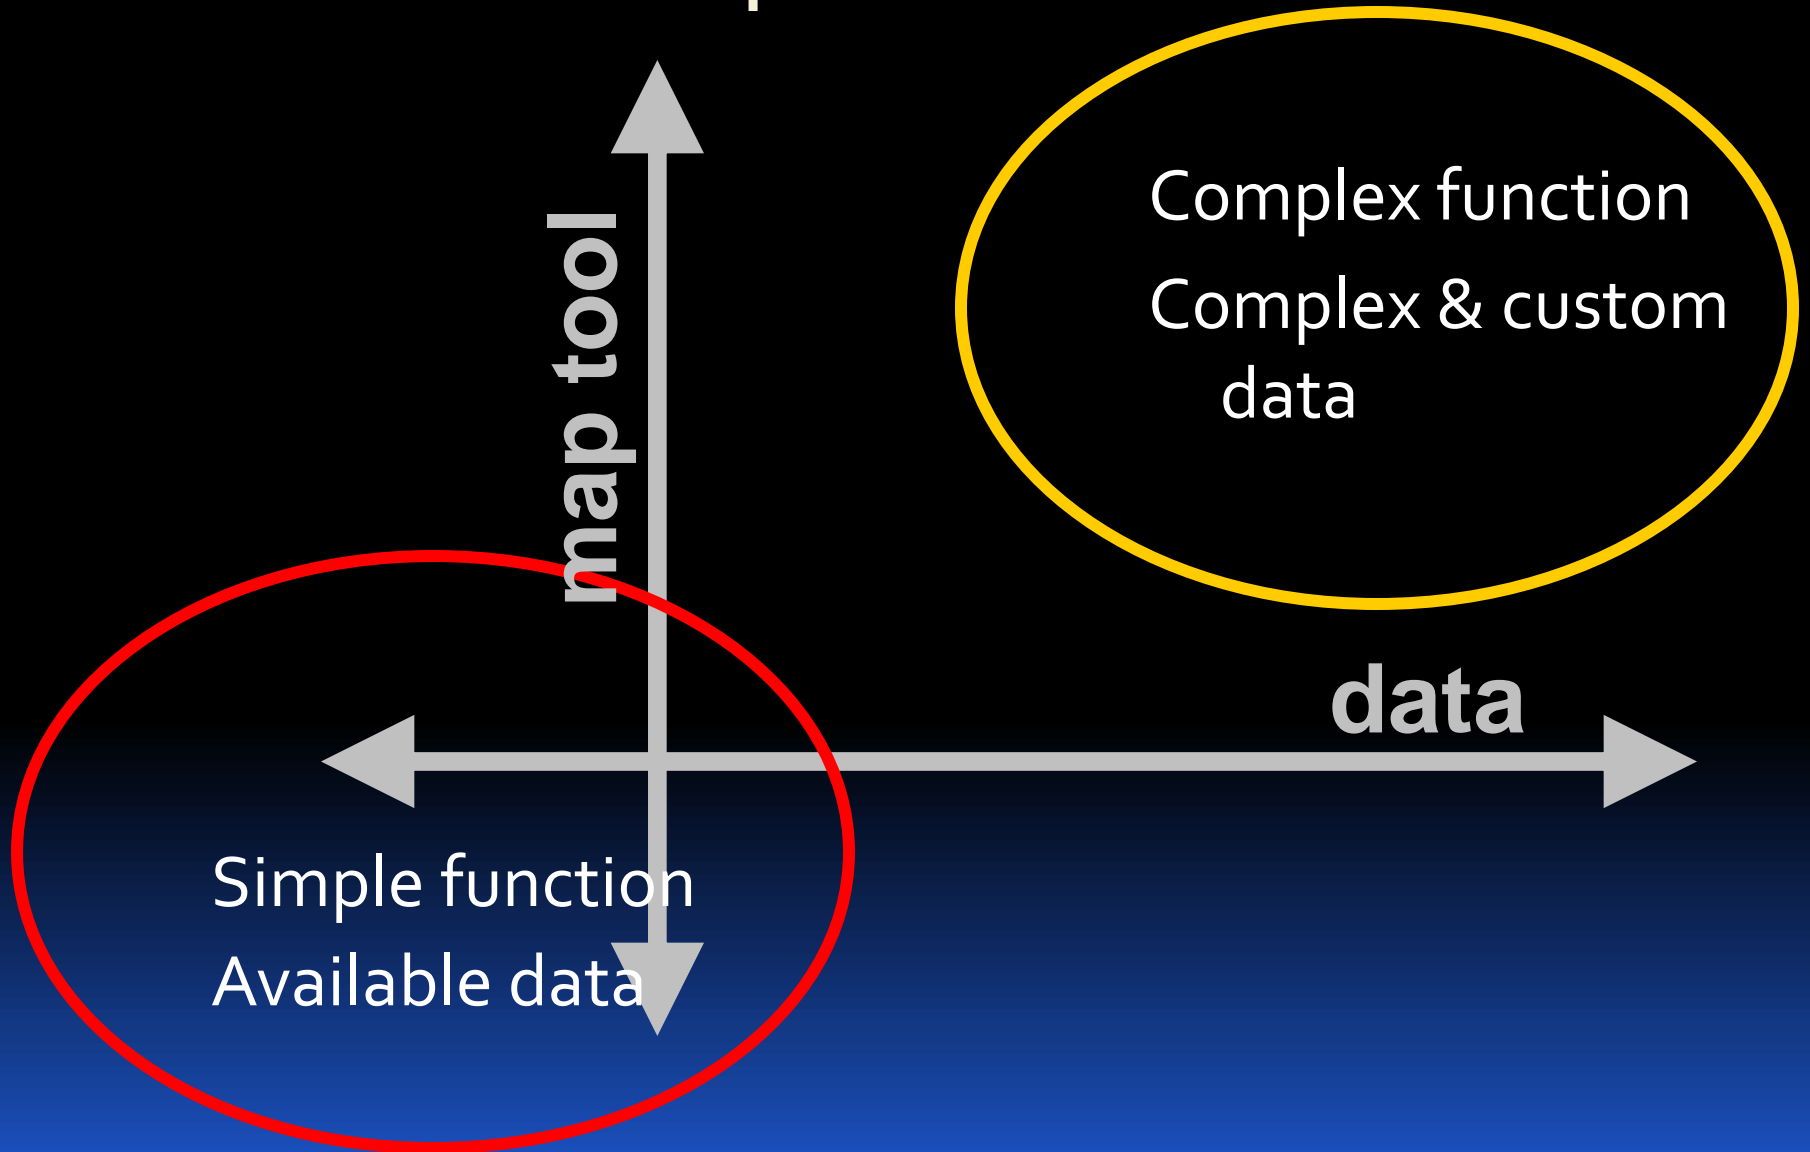 map tool
Complex function
Complex & custom
data
data
Simple function
Available data